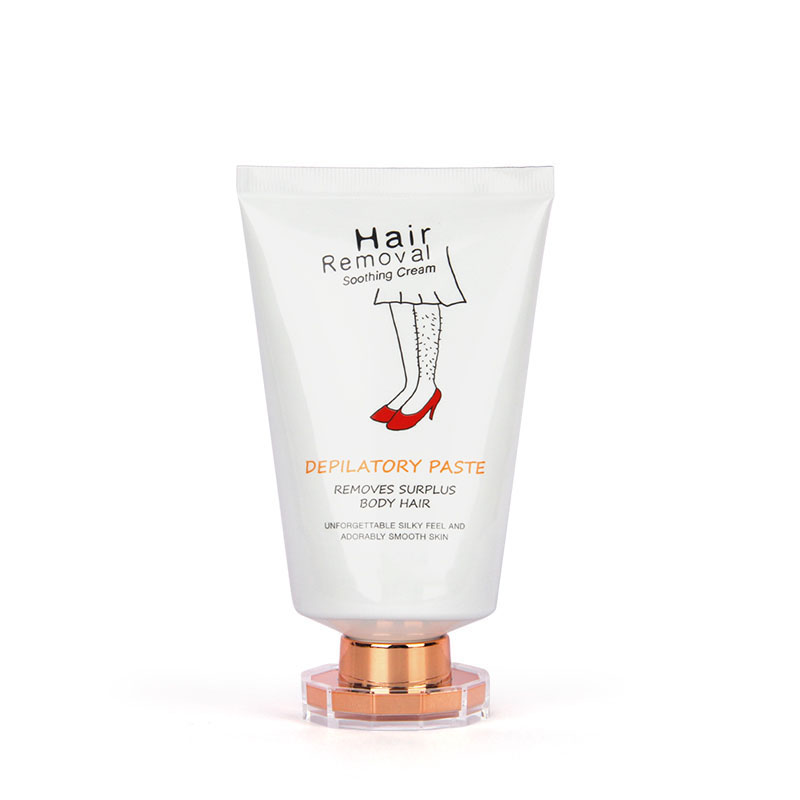 Hair
Removal
Soothing Cream
DEPILATORY PASTE
REMOVES SURPLUS
BODY HAIR
UNFORGETTABLE SILKY FEEL AND
ADORABLY SMOOTH SKIN